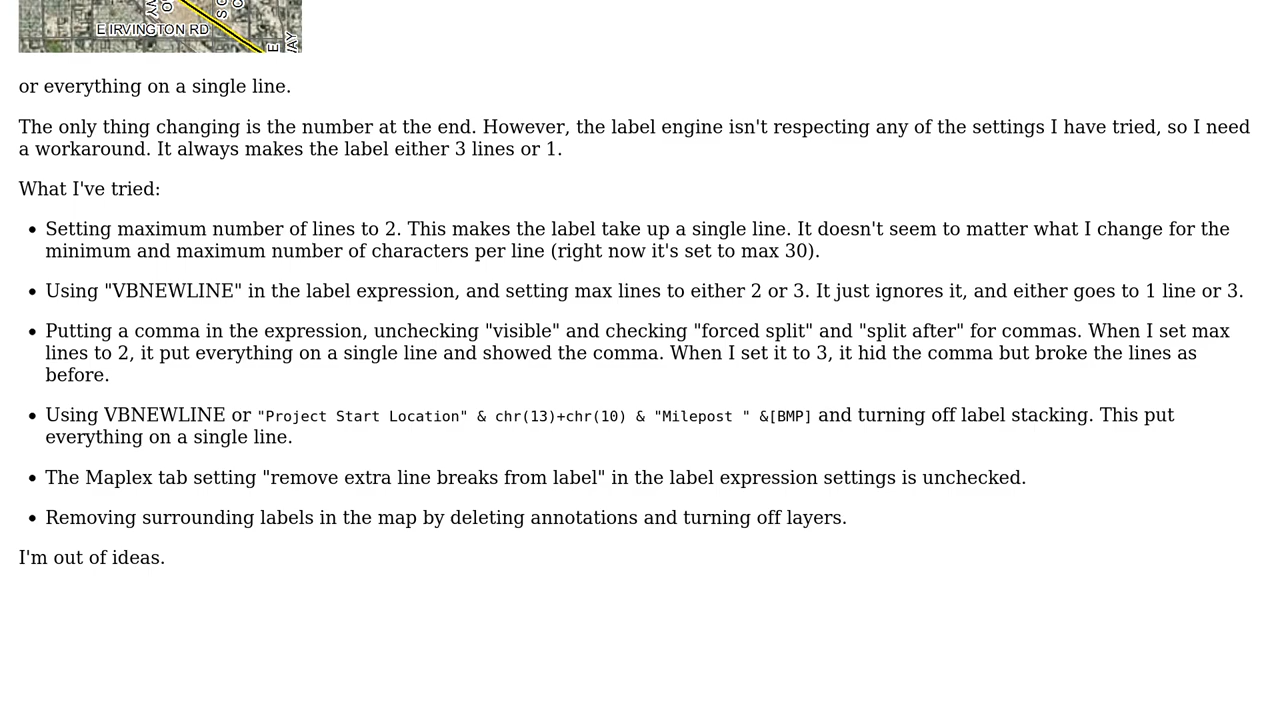 E IRVINGTON RD
or everything on a single line.
The only thing changing is the number at the end. However, the label engine isn't respecting any of the settings I have tried, so I need
a workaround. It always makes the label either 3 lines or 1.
What I've tried:
• Setting maximum number of lines to 2. This makes the label take up a single line. It doesn't seem to matter what I change for the
minimum and maximum number of characters per line (right now it's set to max 30).
• Using "VBNEWLINE" in the label expression, and setting max lines to either 2 or 3. It just ignores it, and either goes to 1 line or 3.
• Putting a comma in the expression, unchecking "visible" and checking "forced split" and "split after" for commas. When I set max
lines to 2, it put everything on a single line and showed the comma. When I set it to 3, it hid the comma but broke the lines as
before.
• Using VBNEWLINE or "Project Start Location" & chr(13)+chr(10) & "Milepost " &[BMP] and turning off label stacking. This put
everything on a single line.
• The Maplex tab setting "remove extra line breaks from label" in the label expression settings is unchecked.
• Removing surrounding labels in the map by deleting annotations and turning off layers.
I'm out of ideas.